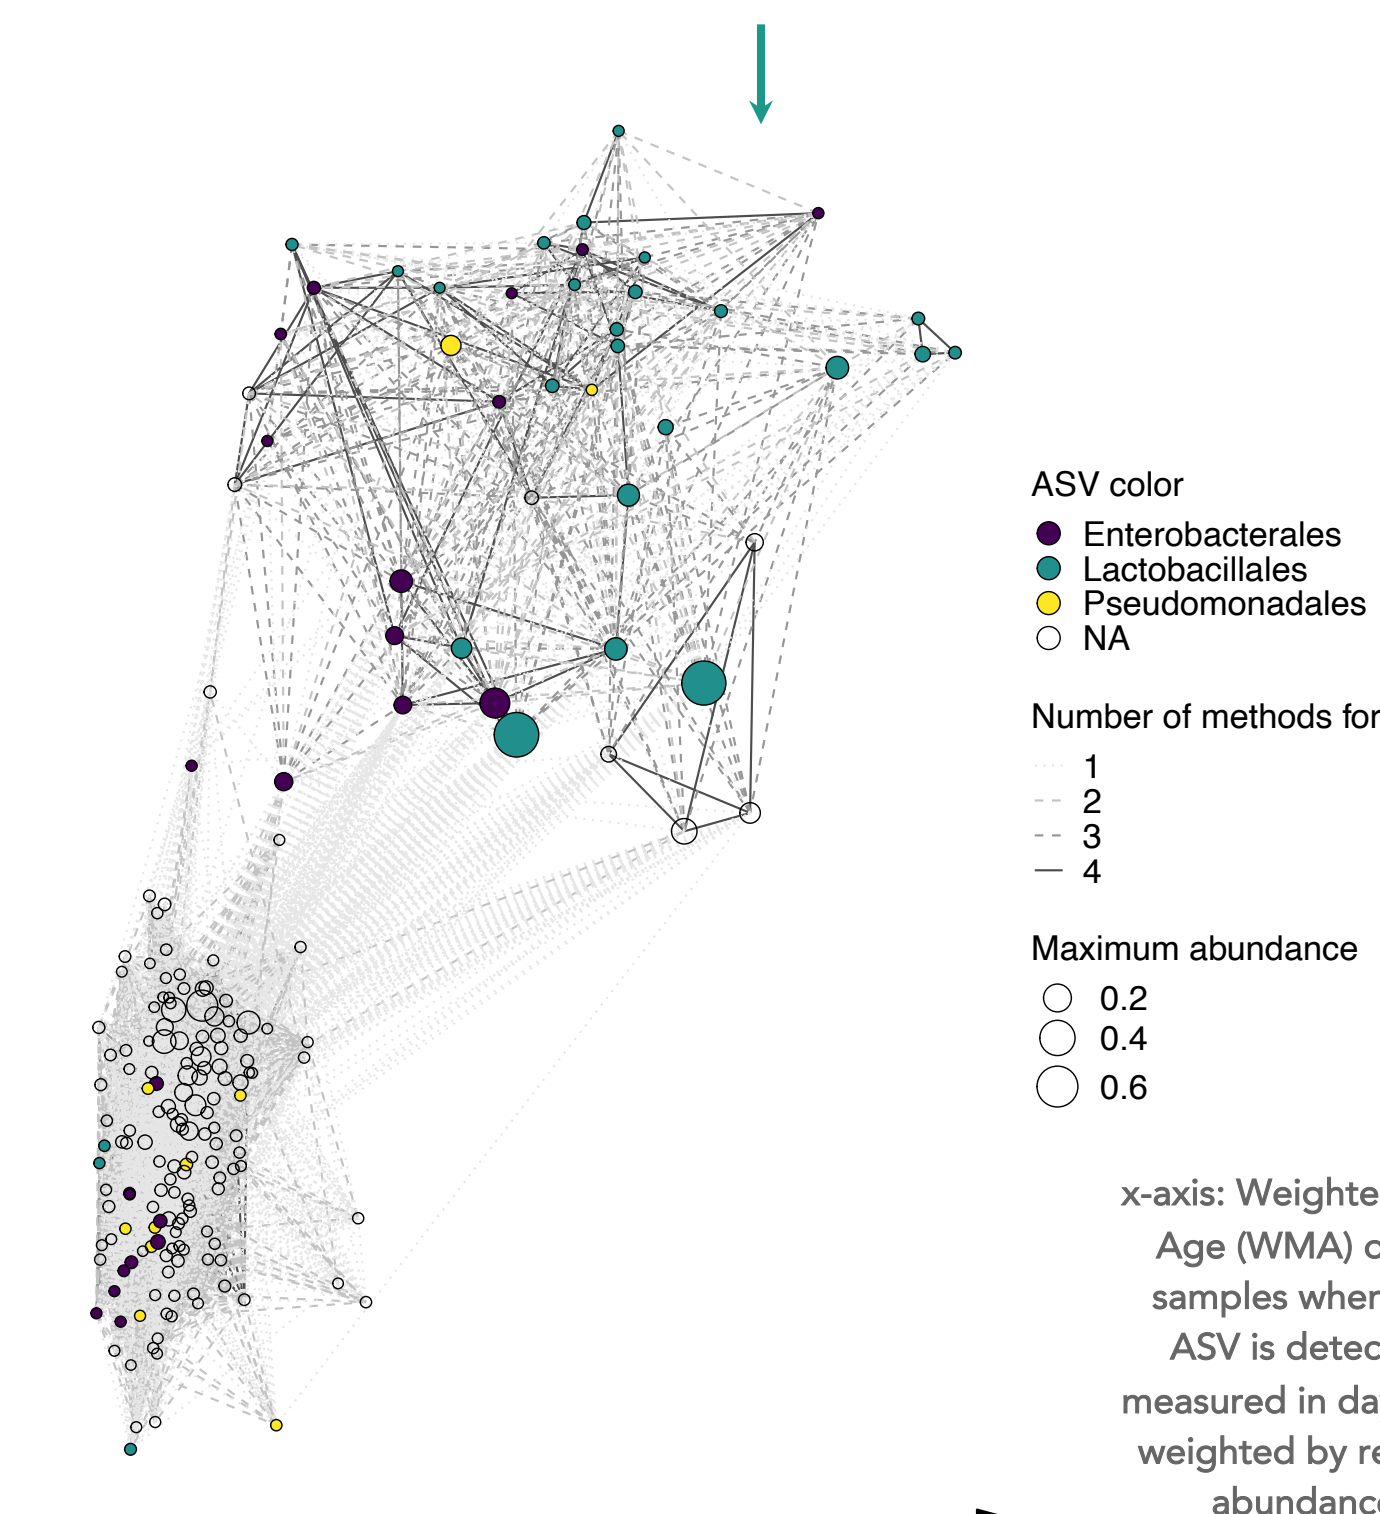 ASV color
Enterobacterales
Lactobacillales
Pseudomonadales
NA
Number of methods for
1
2
3
4
Maximum abundance
0.2
0.4
0.6
x-axis: Weighte
Age (WMA) o
samples wher
ASV is detec
measured in da
weighted by re
abundance